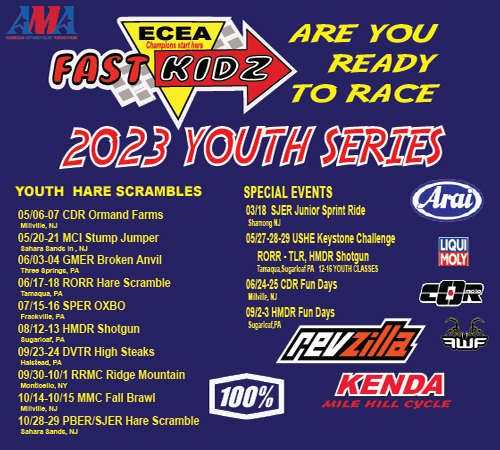 AMA
ECEA
Champions start here
FAST KIDZ
ARE YOU
READY
TO RACE
2023 YOUTH SERIES
YOUTH HARE SCRAMBLES
05/06-07 CDR Ormand Farms
Millville, NJ
05/20-21 MCI Stump Jumper
Sahara Sands in , NJ
06/03-04 GMER Broken Anvil
Three Springs, PA
06/17-18 RORR Hare Scramble
Tamaqua, PA
07/15-16 SPER OXBO
Frackville, PA
08/12-13 HMDR Shotgun
Sugarloaf, PA
09/23-24 DVTR High Steaks
Halstead, PA
09/30-10/1 RRMC Ridge Mountain
Monticello, NY
10/14-10/15 MMC Fall Brawl
Millville, NJ
10/28-29 PBER/SJER Hare Scramble
Sahara Sands, NJ
SPECIAL EVENTS
03/18 SJER Junior Sprint Ride
Shamong NJ
05/27-28-29 USHE Keystone Challenge
RORR - TLR, HMDR Shotgun
Tamaqua,Sugarloaf PA 12-16 YOUTH CLASSES
06/24-25 CDR Fun Days
Millville, NJ
09/2-3 HMDR Fun Days
Sugarloaf,PA
Arai
LIQUI
MOLY
CDR moto
FWF
revzilla
100%
KENDA
MILE HILL CYCLE